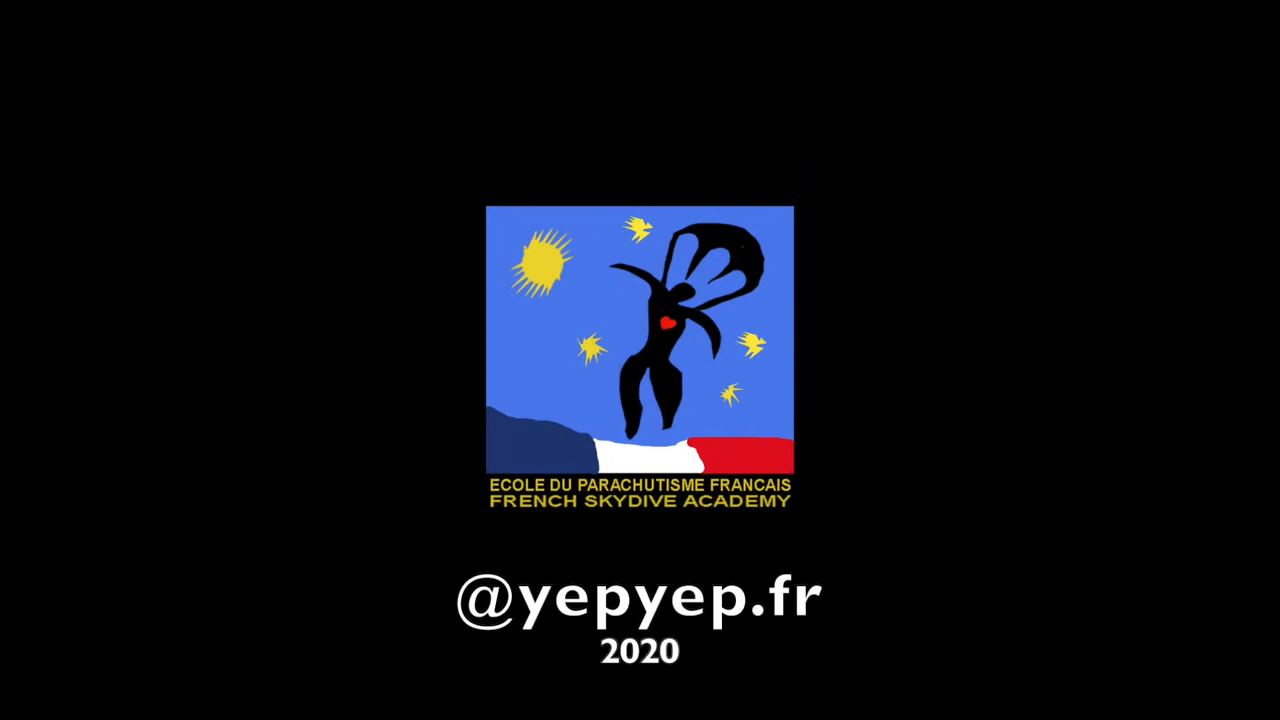 ECOLE DU PARACHUTISME FRANCAIS
FRENCH SKYDIVE ACADEMY
@yepyep.fr
2020